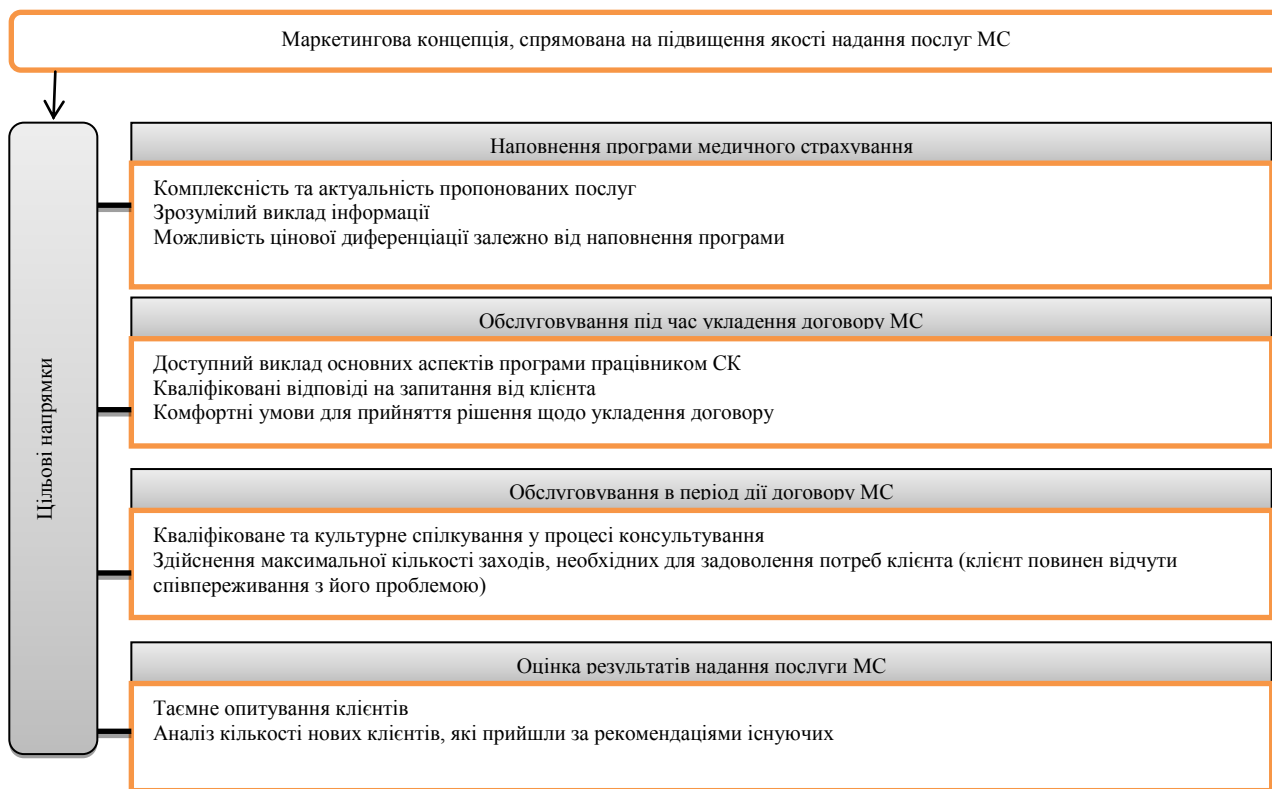 Маркетингова концепція, спрямована на підвищення якості надання послуг МС
Цільові напрямки
Наповнення програми медичного страхування
Комплексність та актуальність пропонованих послуг
Зрозумілий виклад інформації
Можливість цінової диференціації залежно від наповнення програми
Обслуговування під час укладення договору МС
Доступний виклад основних аспектів програми працівником СК
Кваліфіковані відповіді на запитання від клієнта
Комфортні умови для прийняття рішення щодо укладення договору
Обслуговування в період дії договору МС
Кваліфіковане та культурне спілкування у процесі консультування
Здійснення максимальної кількості заходів, необхідних для задоволення потреб клієнта (клієнт повинен відчути
співпереживання з його проблемою)
Оцінка результатів надання послуги МС
Таємне опитування клієнтів
Аналіз кількості нових клієнтів, які прийшли за рекомендаціями існуючих